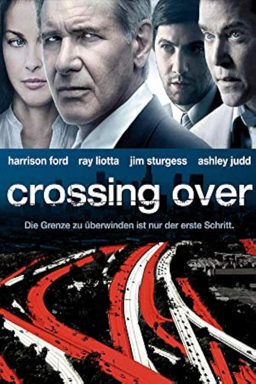 harrison ford ray liotta jim sturgess ashley judd
crossing over
Die Grenze zu überwinden ist nur der erste Schritt.